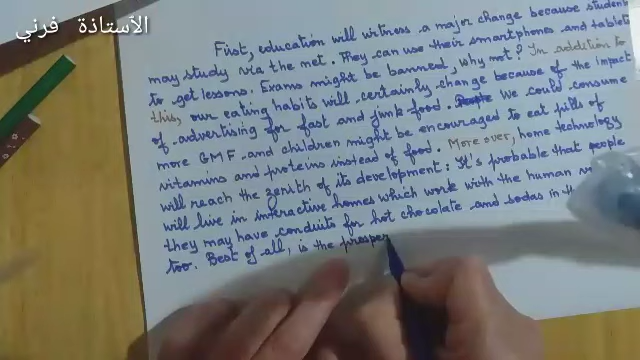 الأستاذة فرني
First, education will witness a major change because student
may study via the net. They can use their smartphones and tablets
to get lessons. Exams might be banned, why not? In addition to
this, our eating habits will certainly change because of the impact
of advertising for fast and junk food. We could consume
more GMF and children might be encouraged to eat pills of
vitamins and proteins instead of food. More over, home technology
will reach the zenith of its development: It's probable that people
will live in interactive homes which work with the human
they may have conduits for hot chocolate and sodas in
too. Best of all, is the prosper